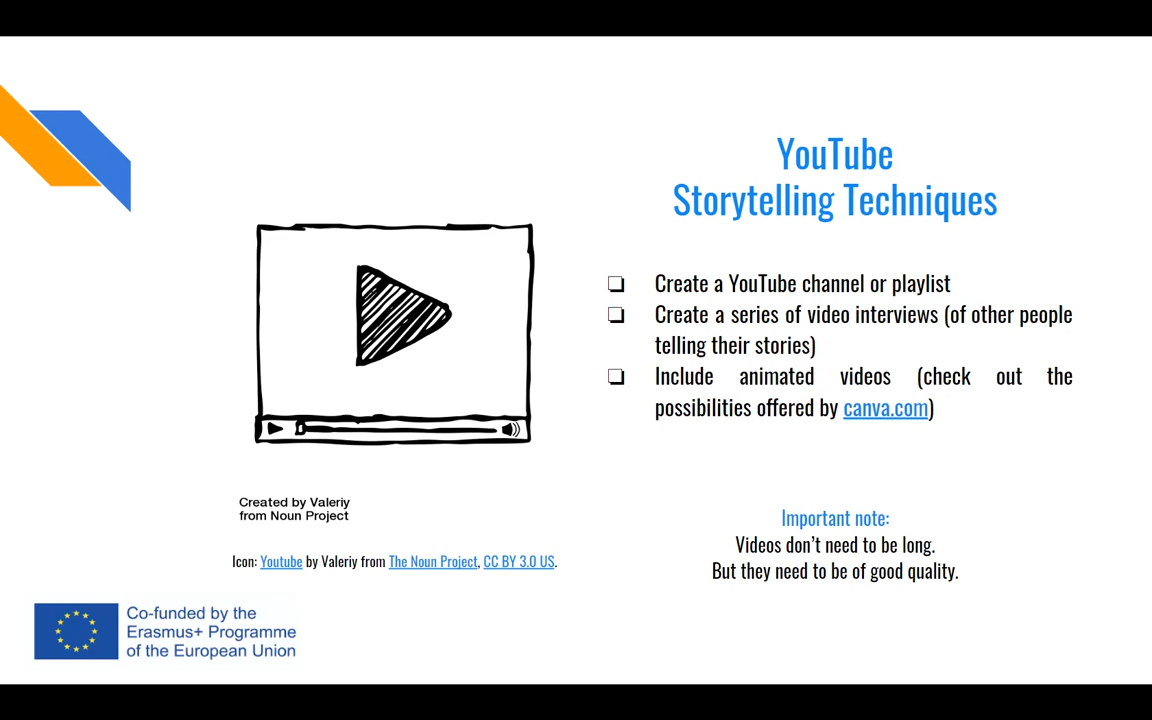 YouTube
Storytelling Techniques
❏ Create a YouTube channel or playlist
❏ Create a series of video interviews (of other people
telling their stories)
❏ Include animated videos (check out the
possibilities offered by canva.com)
Created by Valeriy
from Noun Project
Icon: Youtube by Valeriy from The Noun Project, CC BY 3.0 US.
Important note:
Videos don’t need to be long.
But they need to be of good quality.
Co-funded by the
Erasmus+ Programme
of the European Union